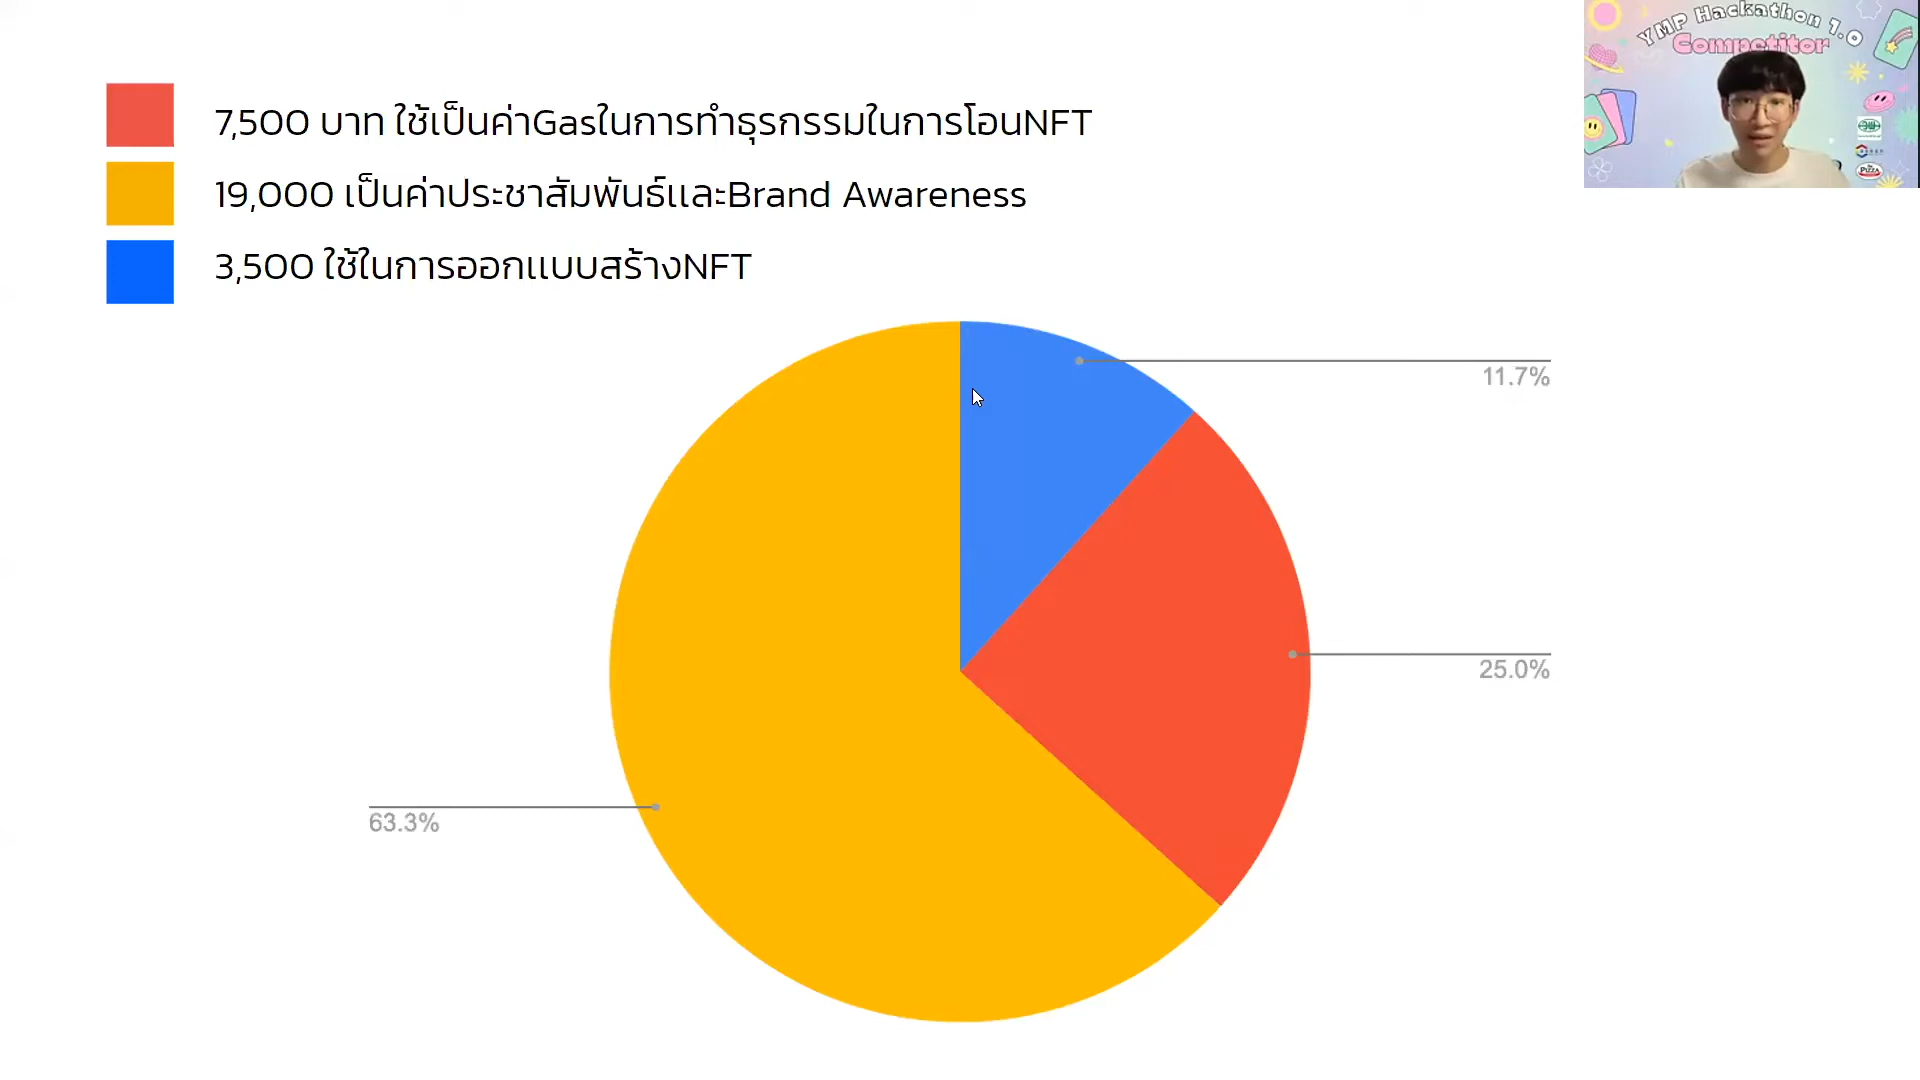 7,500 บาท ใช้เป็นค่าGasในการทำธุรกรรมในการโอนNFT
19,000 เป็นค่าประชาสัมพันธ์และBrand Awareness
3,500 ใช้ในการออกแบบสร้างNFT
11.7%
25.0%
63.3%
YMP Hackathon 1.0
Competitor
PIZZA